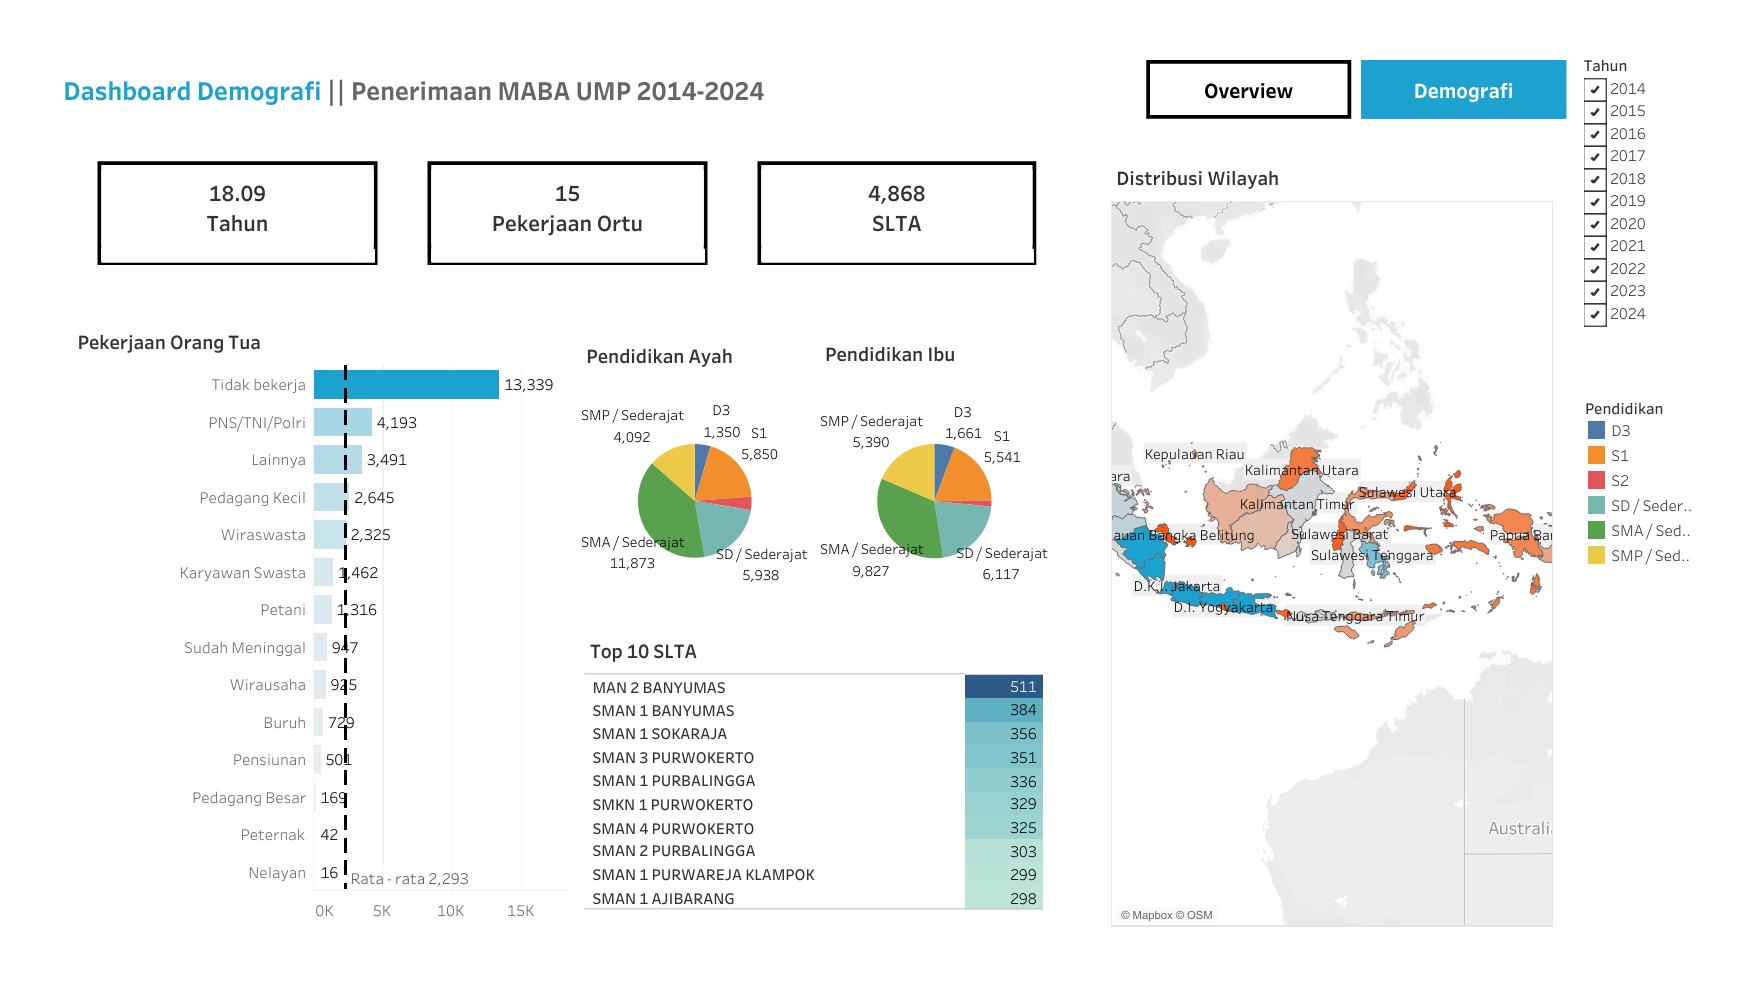 Dashboard Demografi || Penerimaan MABA UMP 2014-2024
Overview
Demografi
Tahun
2014
2015
2016
2017
2018
2019
2020
2021
2022
2023
2024
18.09
Tahun
15
Pekerjaan Ortu
4,868
SLTA
Distribusi Wilayah
Pekerjaan Orang Tua
Tidak bekerja 13,339
PNS/TNI/Polri 4,193
Lainnya 3,491
Pedagang Kecil 2,645
Wiraswasta 2,325
Karyawan Swasta 1,462
Petani 1,316
Sudah Meninggal 947
Wirausaha 925
Buruh 729
Pensiunan 501
Pedagang Besar 169
Peternak 42
Nelayan 16
Rata - rata 2,293
0K 5K 10K 15K
Pendidikan Ayah
SMP / Sederajat
4,092
D3
1,350
S1
5,850
SMA / Sederajat
11,873
SD / Sederajat
5,938
Pendidikan Ibu
SMP / Sederajat
5,390
D3
1,661
S1
5,541
SMA / Sederajat
9,827
SD / Sederajat
6,117
Top 10 SLTA
MAN 2 BANYUMAS 511
SMAN 1 BANYUMAS 384
SMAN 1 SOKARAJA 356
SMAN 3 PURWOKERTO 351
SMAN 1 PURBALINGGA 336
SMKN 1 PURWOKERTO 329
SMAN 4 PURWOKERTO 325
SMAN 2 PURBALINGGA 303
SMAN 1 PURWAREJA KLAMPOK 299
SMAN 1 AJIBARANG 298
Kepulauan Riau
Kalimantan Utara
ara
Sulawesi Utara
Kalimantan Timur
auan Bangka Belitung
Sulawesi Barat
Papua Bar
Sulawesi Tenggara
D.K.I. Jakarta
D.I. Yogyakarta
Nusa Tenggara Timur
Australi
© Mapbox © OSM
Pendidikan
D3
S1
S2
SD / Seder..
SMA / Sed..
SMP / Sed..